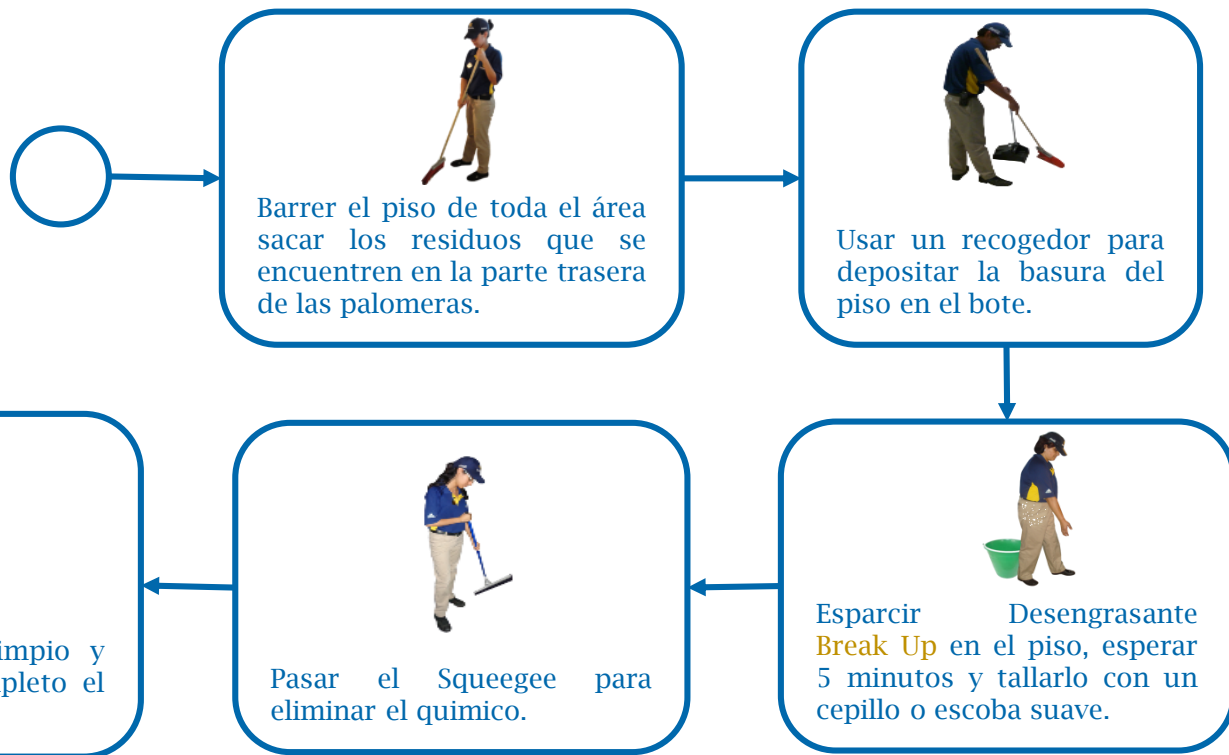 Barrer el piso de toda el área
sacar los residuos que se
encuentren en la parte trasera
de las palomeras.
Usar un recogedor para
depositar la basura del
piso en el bote.
Esparcir Desengrasante
Break Up en el piso, esperar
5 minutos y tallarlo con un
cepillo o escoba suave.
Pasar el Squeegee para
eliminar el quimico.
y
el